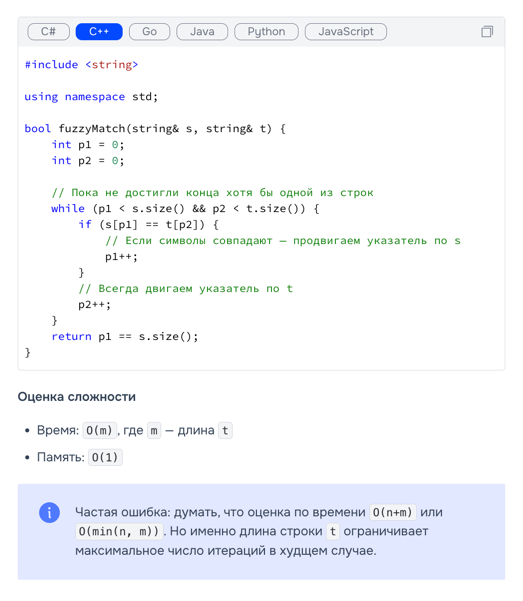 C# C++ Go Java Python JavaScript
#include <string>
using namespace std;
bool fuzzyMatch(string& s, string& t) {
    int p1 = 0;
    int p2 = 0;
    // Пока не достигли конца хотя бы одной из строк
    while (p1 < s.size() && p2 < t.size()) {
        if (s[p1] == t[p2]) {
            // Если символы совпадают — продвигаем указатель по s
            p1++;
        }
        // Всегда двигаем указатель по t
        p2++;
    }
    return p1 == s.size();
}
Оценка сложности
• Время: O(m), где m — длина t
• Память: O(1)
Частая ошибка: думать, что оценка по времени O(n+m) или
O(min(n, m)). Но именно длина строки t ограничивает
максимальное число итераций в худщем случае.